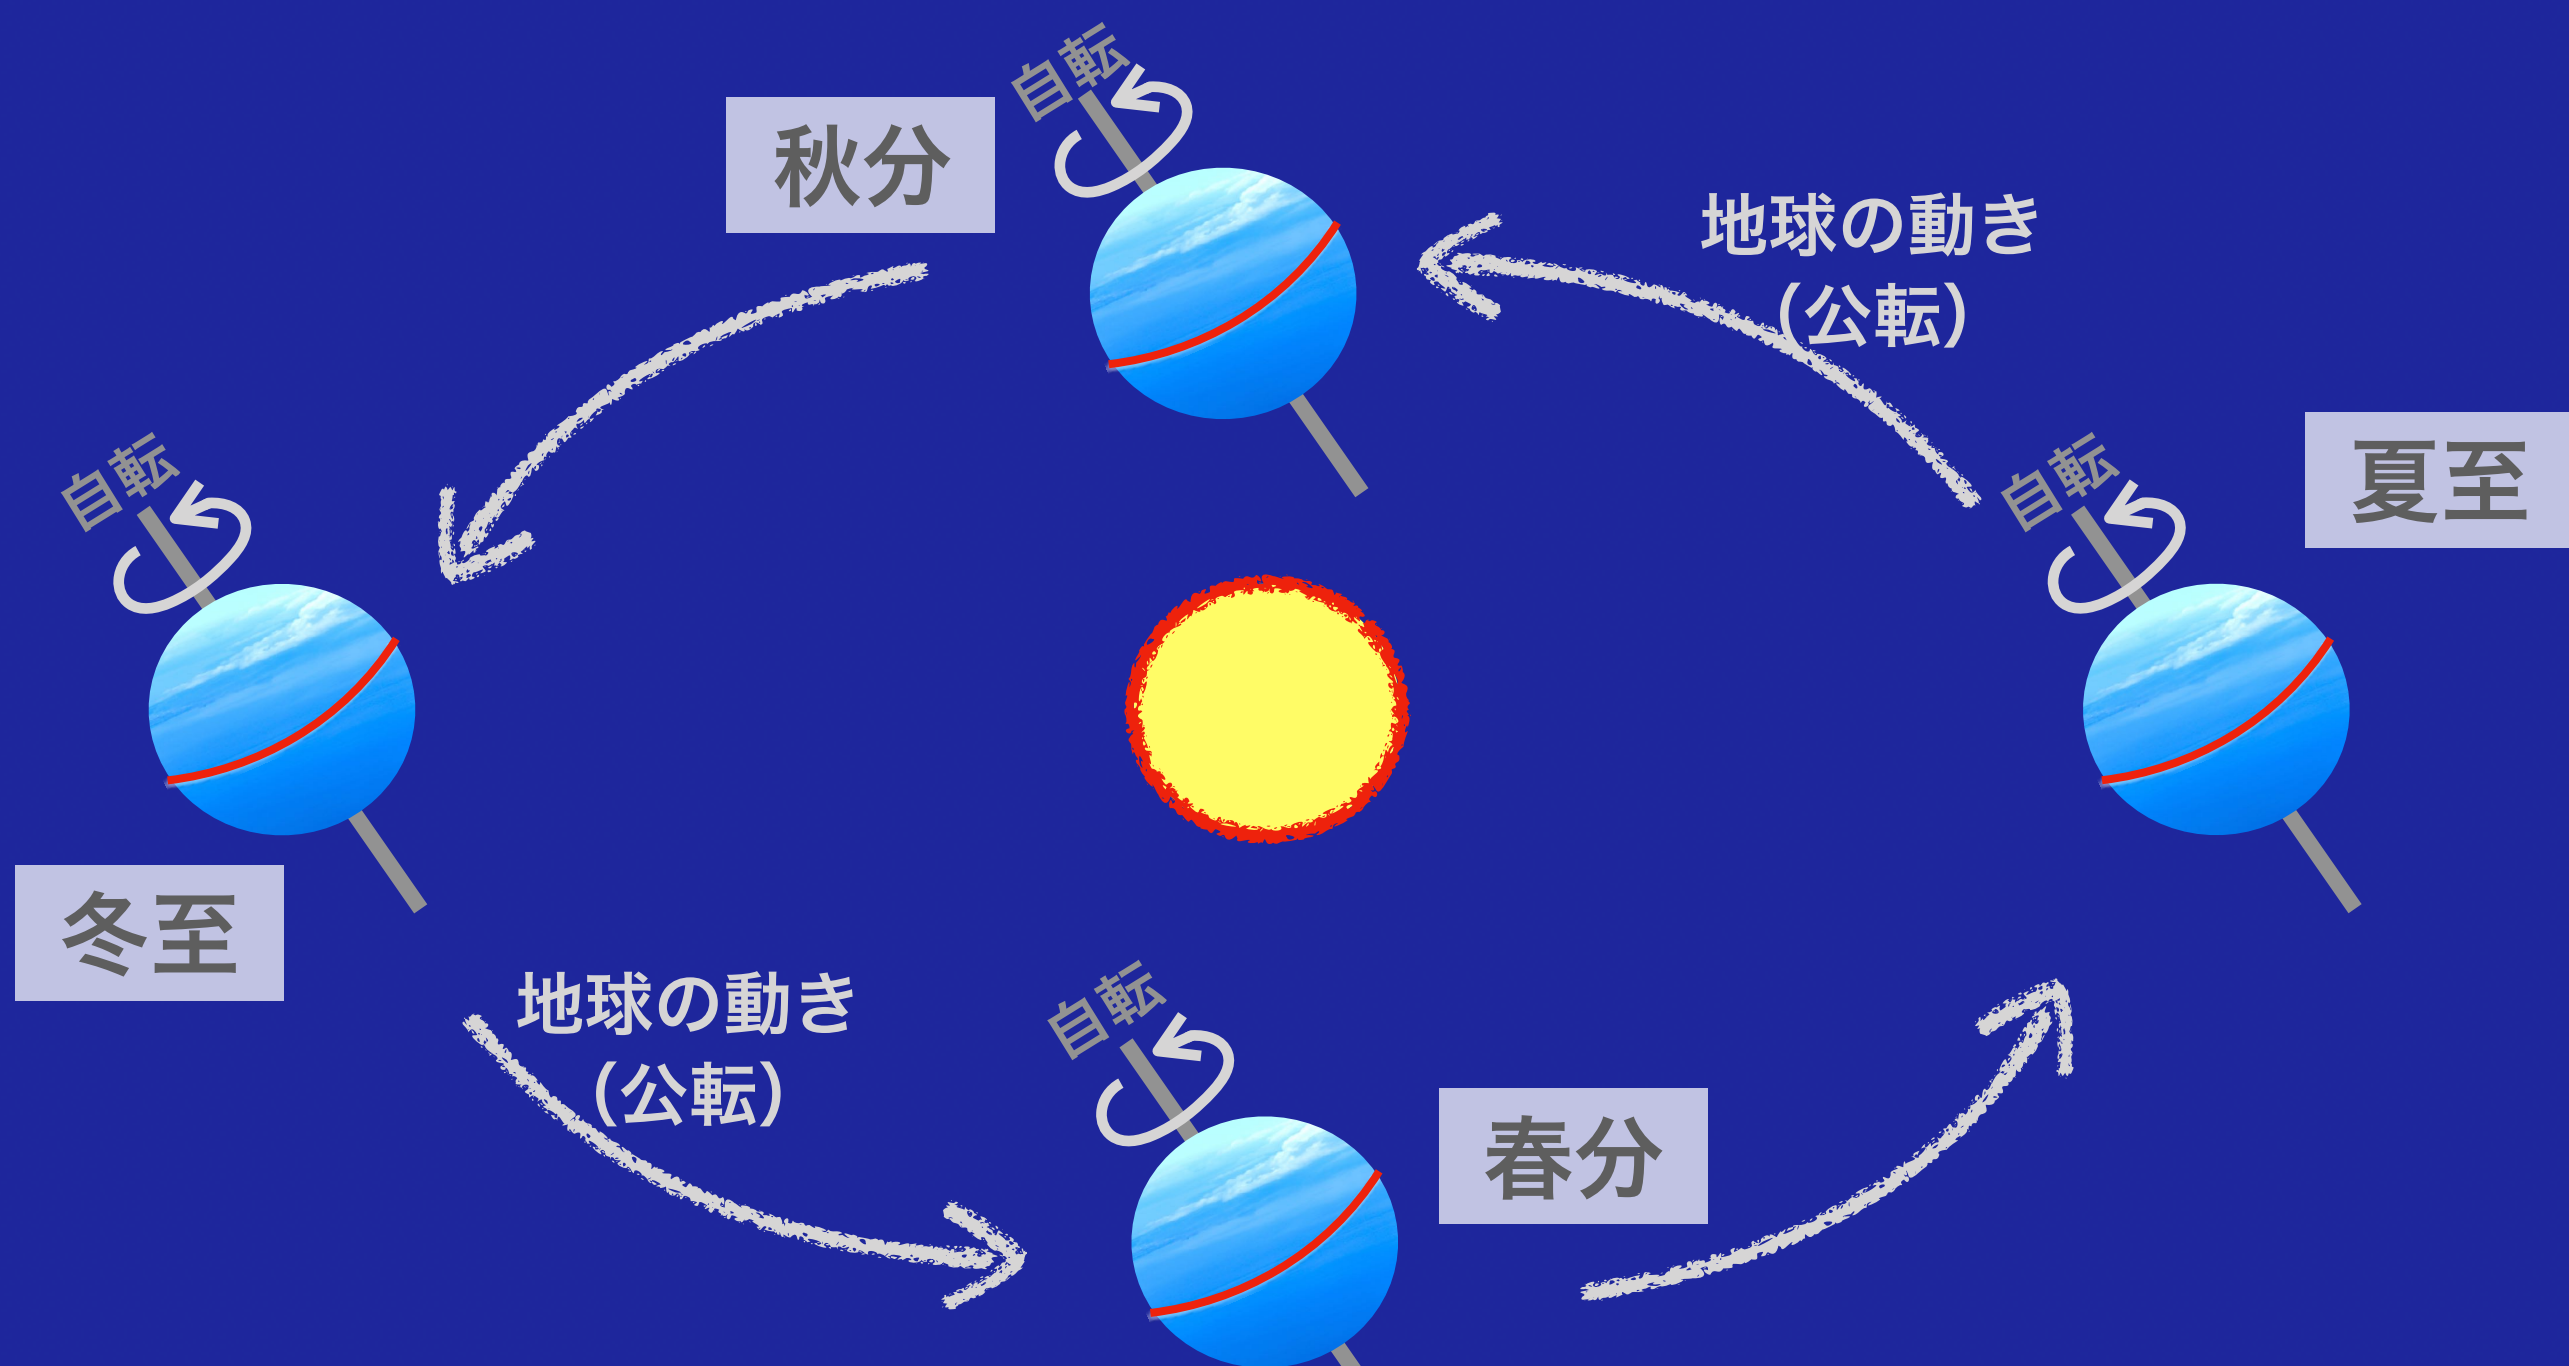 自転
秋分
地球の動き
（公転）
自転
自転
夏至
冬至
地球の動き
（公転）
自転
春分